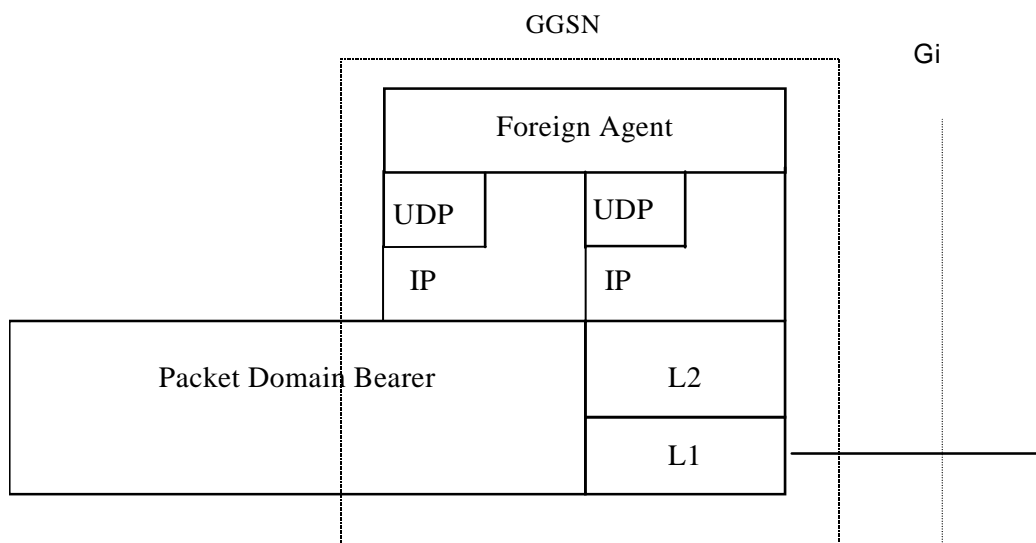 GGSN
Gi
Foreign Agent
UDP UDP
IP IP
Packet Domain Bearer L2
L1